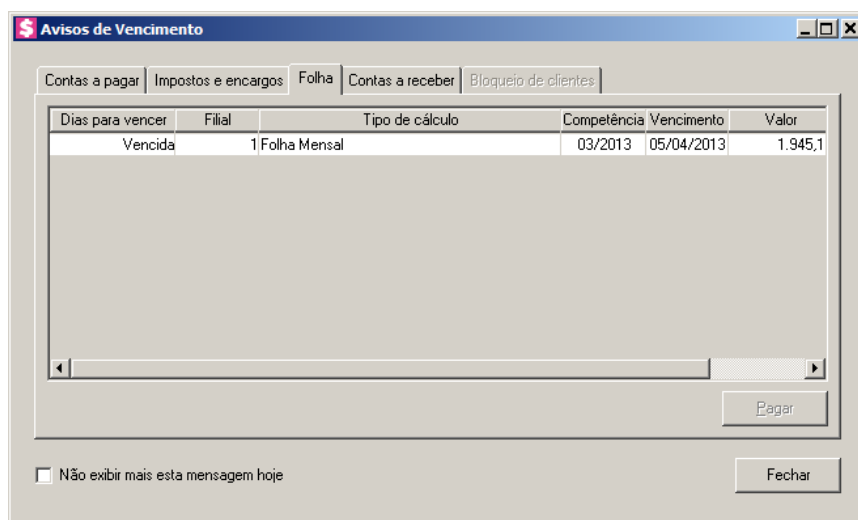 Avisos de Vencimento
Contas a pagar Impostos e encargos Folha Contas a receber Bloqueio de clientes
Dias para vencer Filial Tipo de cálculo Competência Vencimento Valor
Vencida 1 Folha Mensal 03/2013 05/04/2013 1.945,1
Pagar
Não exibir mais esta mensagem hoje Fechar